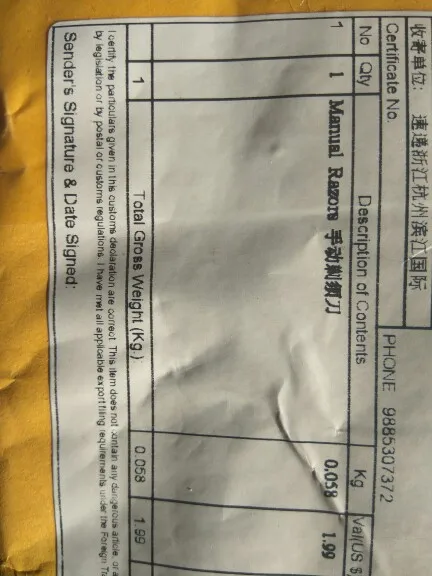 收寄单位: 速递浙江杭州滨江国际
Certificate No. PHONE 9885307372
No Qty Description of Contents Kg Val(US $
1 1 Manual Razors 手动剃须刀 0.058 1.99
1 Total Gross Weight (Kg.): 0.058 1.99
I certify the particulars given in this customs declaration are correct. This item does not contain any dangerous article, or a
by legislation or by postal or customs regulations. I have met all applicable export filing requirements under the Foreign Tr
Sender's Signature & Date Signed: